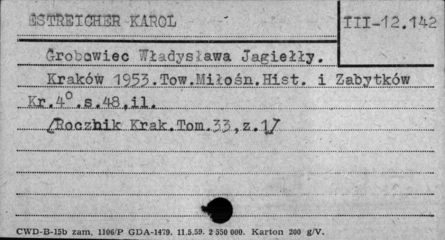 ESTREICHER KAROL
III-12.142
Grobowiec Władysława Jagiełły.
Kraków 1953.Tow.Miłośn.Hist. i Zabytków
Kr.4°.s.48,il.
/Rocznik Krak.Tom.33,z.1/
CWD-B-15b zam. 1106/P GDA-1479. 11.5.59. 2 550 000. Karton 200 g/V.